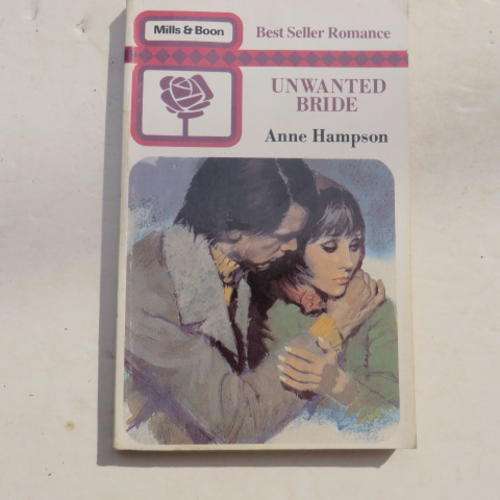 Mills & Boon
Best Seller Romance
UNWANTED
BRIDE
Anne Hampson